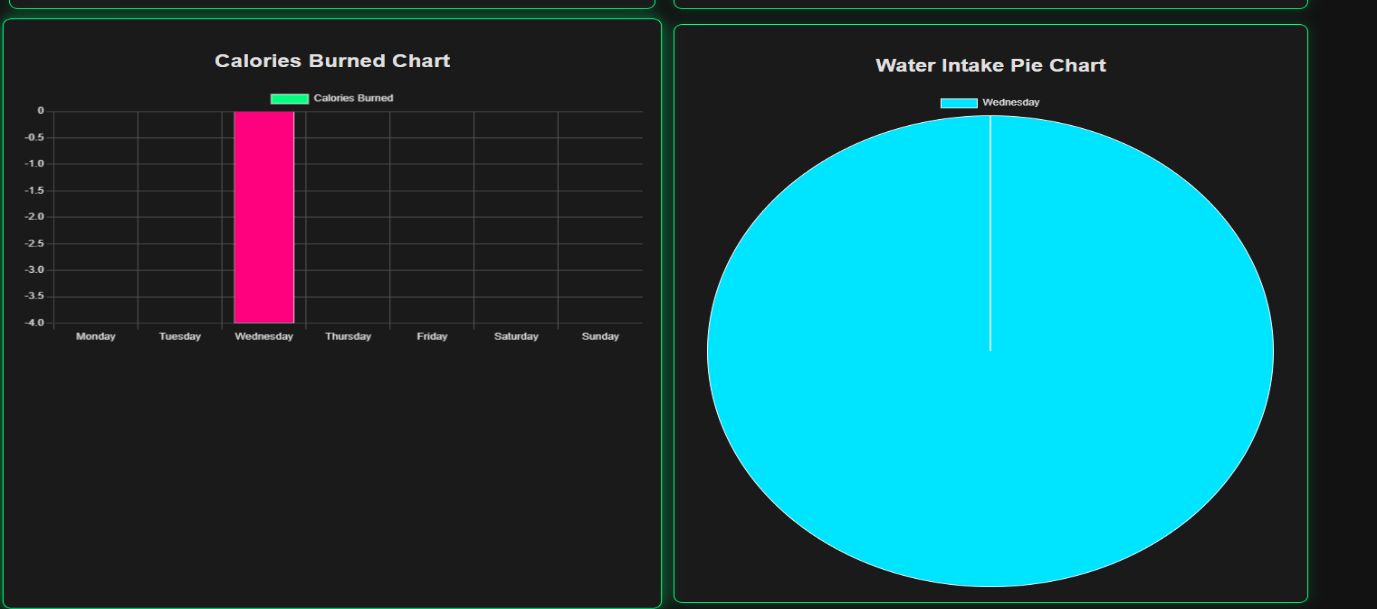 Calories Burned Chart
Calories Burned
0
-0.5
-1.0
-1.5
-2.0
-2.5
-3.0
-3.5
-4.0
Monday Tuesday Wednesday Thursday Friday Saturday Sunday
Water Intake Pie Chart
Wednesday